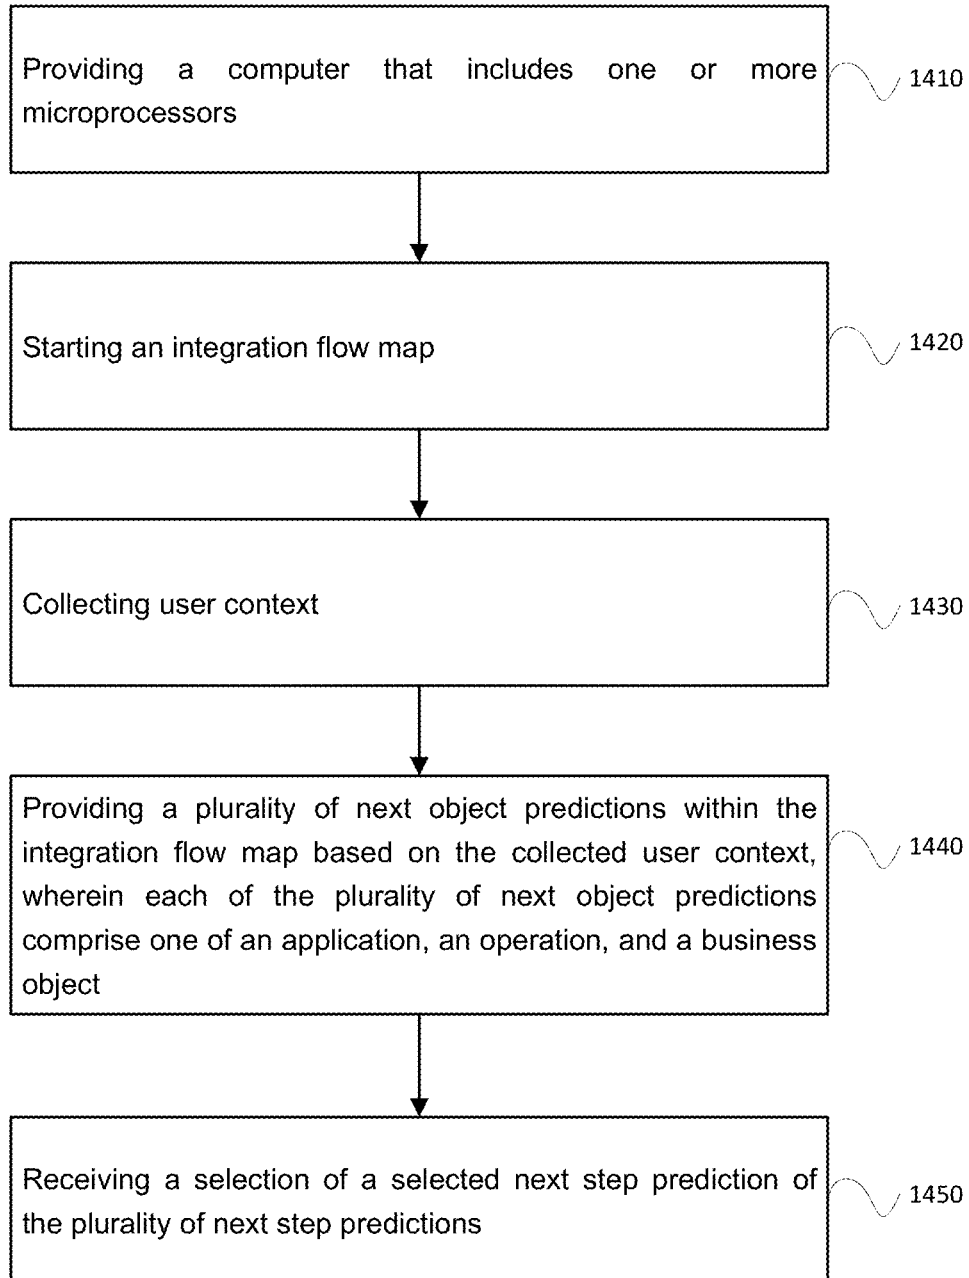 Providing a computer that includes one or more
microprocessors
1410
Starting an integration flow map
1420
Collecting user context
1430
Providing a plurality of next object predictions within the
integration flow map based on the collected user context,
wherein each of the plurality of next object predictions
comprise one of an application, an operation, and a business
object
1440
Receiving a selection of a selected next step prediction of
the plurality of next step predictions
1450